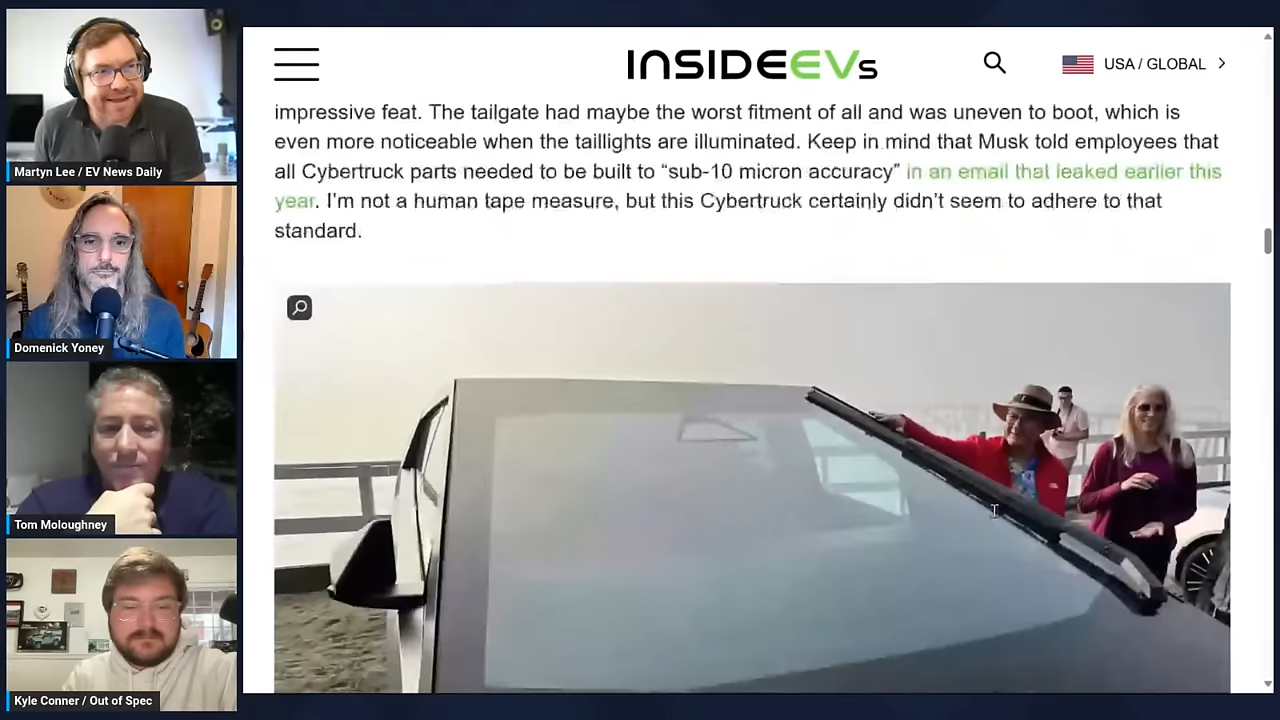 Martyn Lee / EV News Daily
Domenick Yoney
Tom Moloughney
Kyle Conner / Out of Spec
INSIDEEVs
USA / GLOBAL
impressive feat. The tailgate had maybe the worst fitment of all and was uneven to boot, which is
even more noticeable when the taillights are illuminated. Keep in mind that Musk told employees that
all Cybertruck parts needed to be built to “sub-10 micron accuracy” in an email that leaked earlier this
year. I’m not a human tape measure, but this Cybertruck certainly didn’t seem to adhere to that
standard.